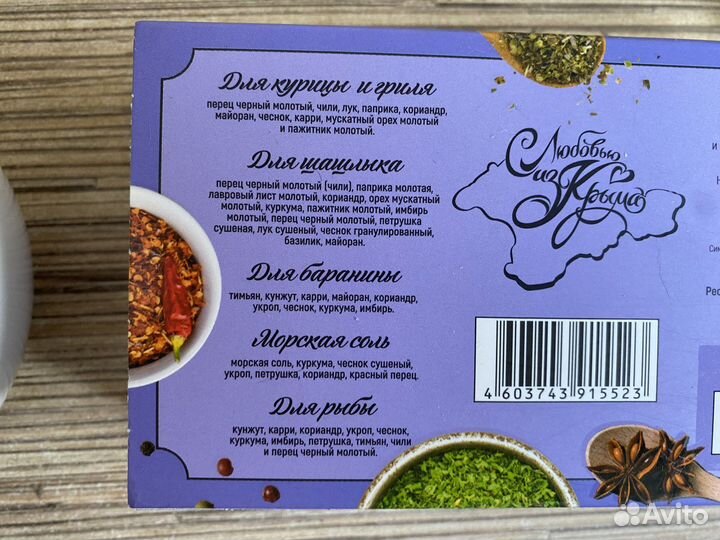 Для курицы и гриля
перец черный молотый, чили, лук, паприка, кориандр,
майоран, чеснок, карри, мускатный орех молотый
и пажитник молотый.
Для шашлыка
перец черный молотый (чили), паприка молотая,
лавровый лист молотый, кориандр, орех мускатный
молотый, куркума, пажитник молотый, имбирь
молотый, перец черный молотый, петрушка
сушеная, лук сушеный, чеснок гранулированный,
базилик, майоран.
Для баранины
тимьян, кунжут, карри, майоран, кориандр,
укроп, чеснок, куркума, имбирь.
Морская соль
морская соль, куркума, чеснок сушеный,
укроп, петрушка, кориандр, красный перец.
Для рыбы
кунжут, карри, кориандр, укроп, чеснок,
куркума, имбирь, петрушка, тимьян, чили
и перец черный молотый.
С Любовью
из
Крыма
4 603743 915523
и
Н
Сим
Рес
Avito